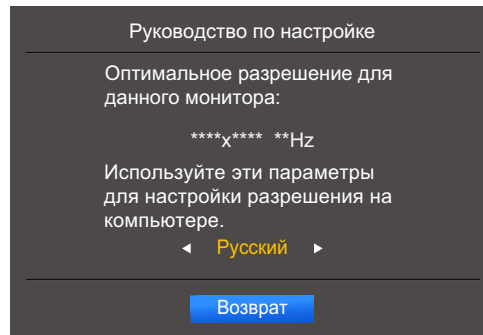 Руководство по настройке
Оптимальное разрешение для
данного монитора:
****x**** **Hz
Используйте эти параметры
для настройки разрешения на
компьютере.
Русский
Возврат